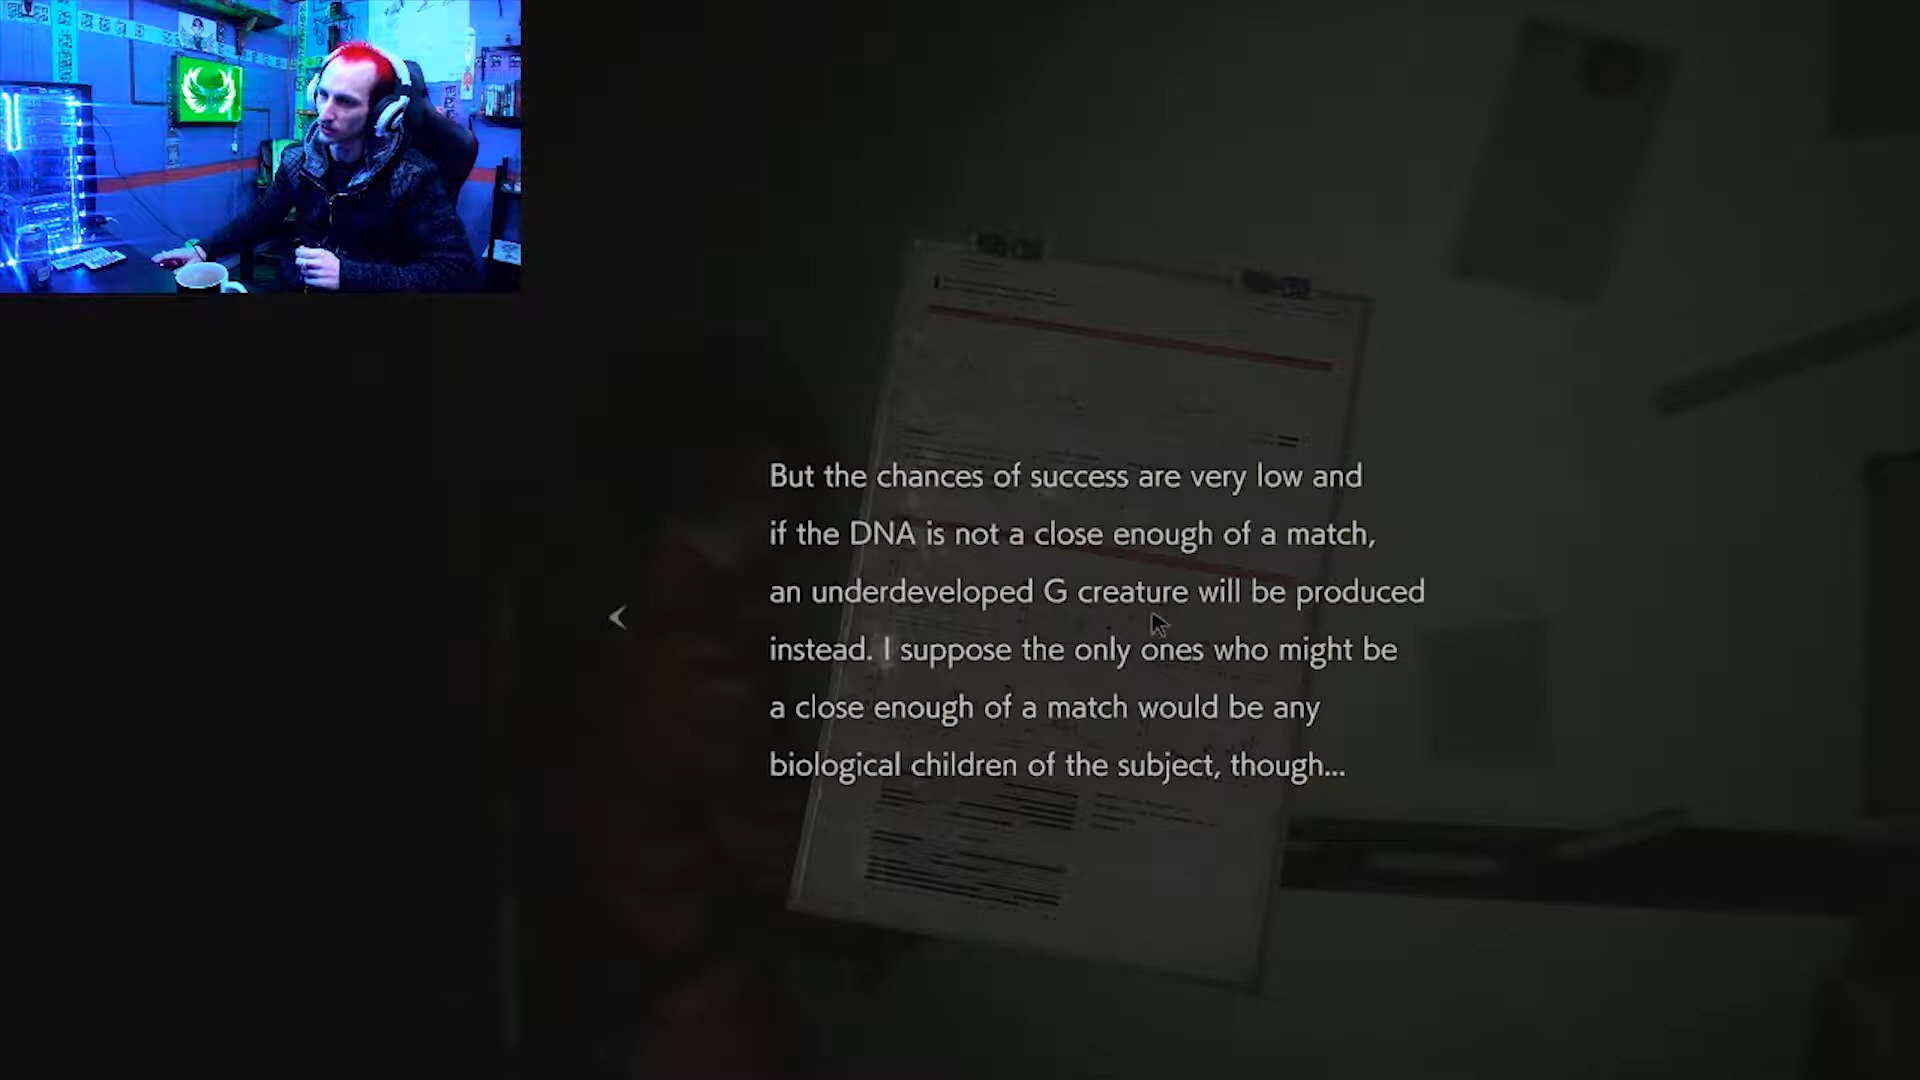 But the chances of success are very low and
if the DNA is not a close enough of a match,
an underdeveloped G creature will be produced
instead. I suppose the only ones who might be
a close enough of a match would be any
biological children of the subject, though...